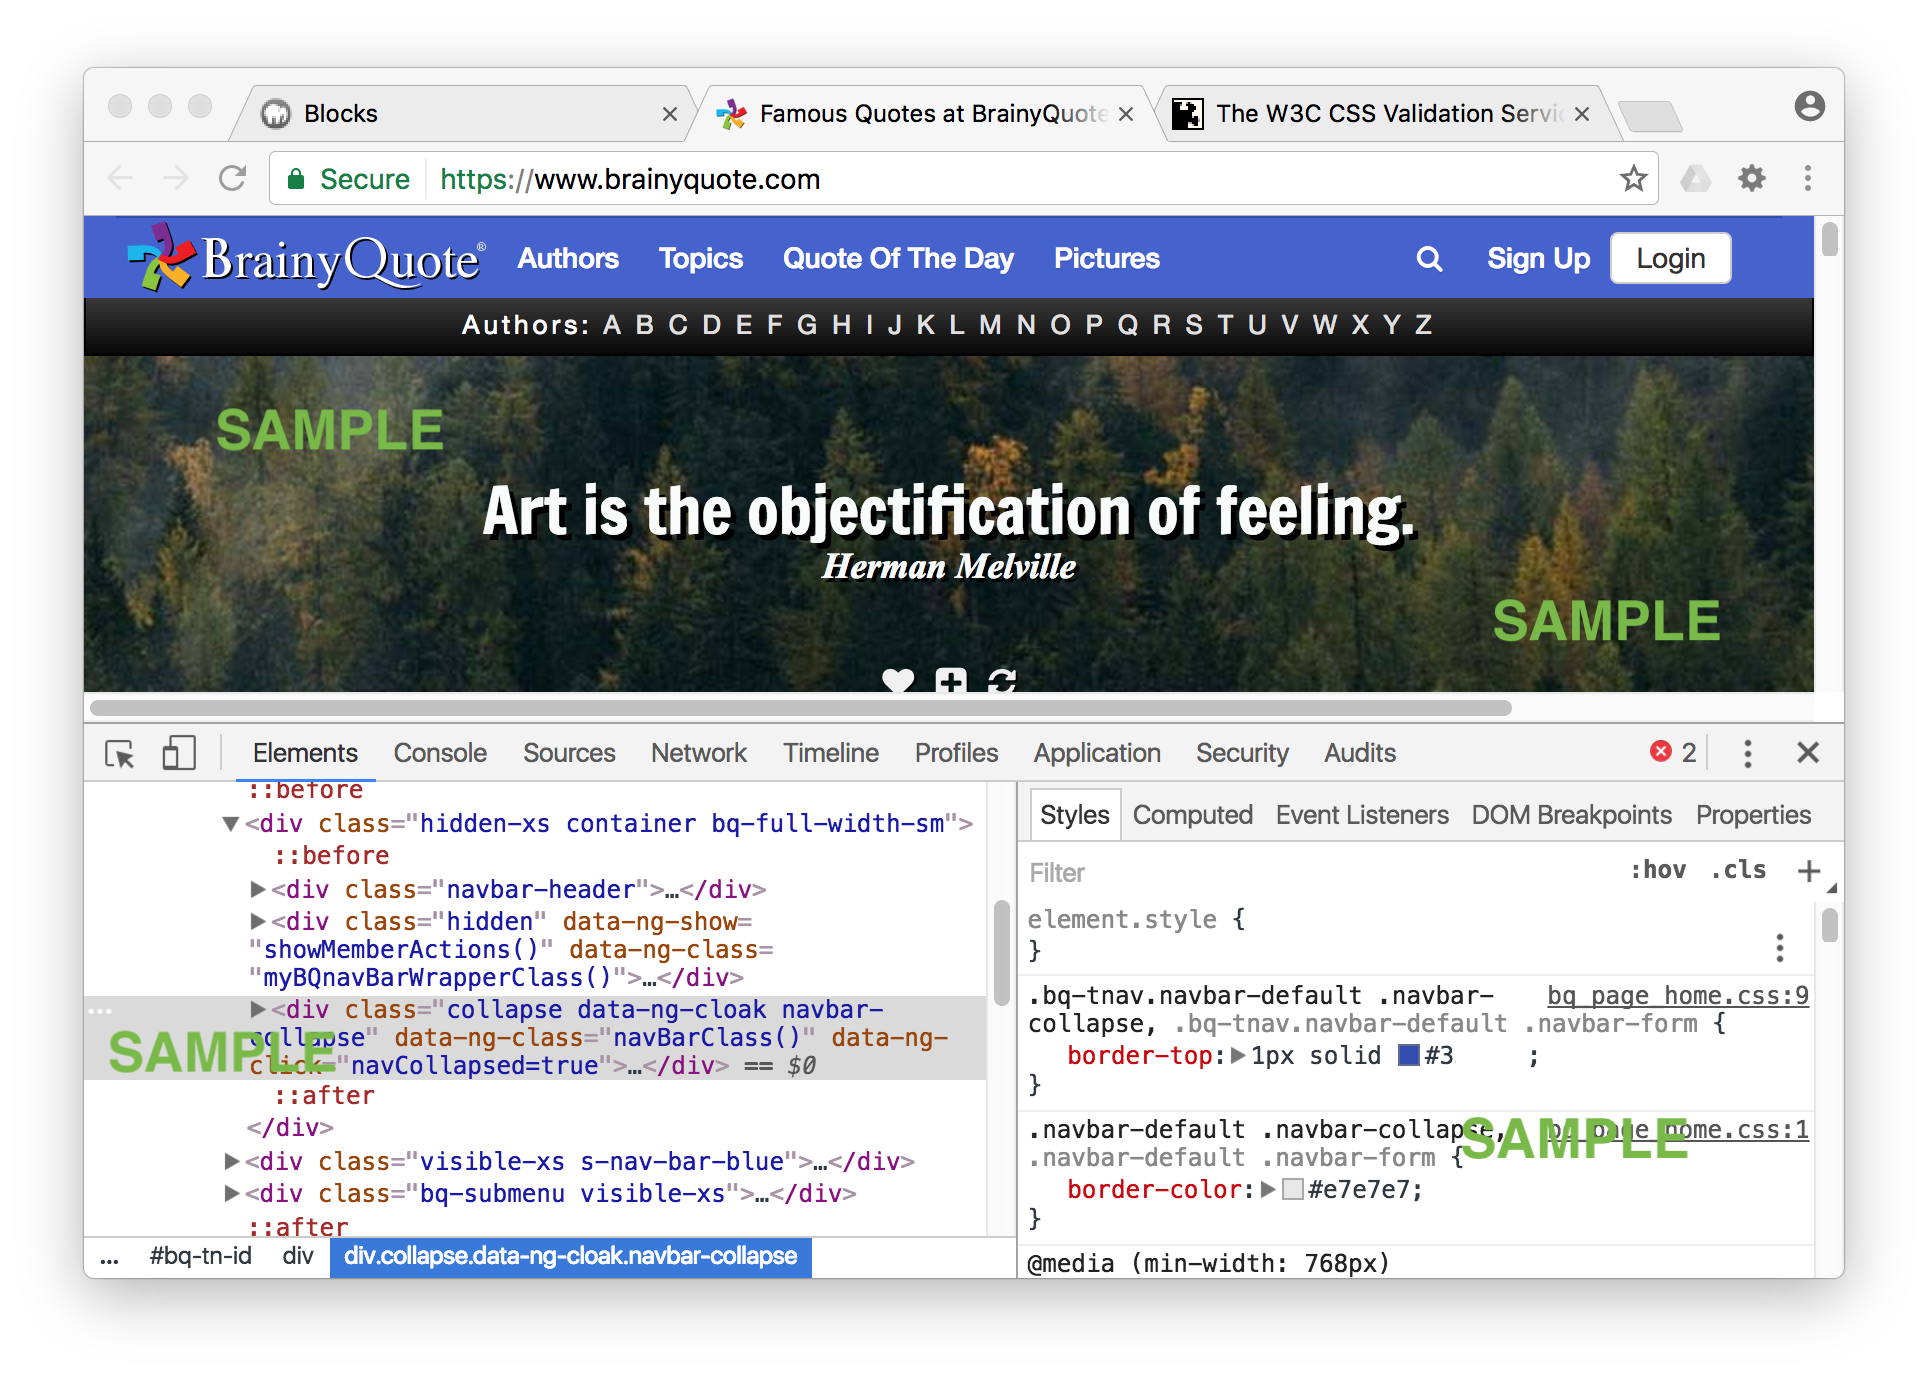 Blocks
Famous Quotes at BrainyQuote
The W3C CSS Validation Servi
Secure
https://www.brainyquote.com
BrainyQuote®
Authors Topics Quote Of The Day Pictures
Sign Up Login
Authors: A B C D E F G H I J K L M N O P Q R S T U V W X Y Z
SAMPLE
Art is the objectification of feeling.
Herman Melville
SAMPLE
Elements Console Sources Network Timeline Profiles Application Security Audits 2
::before
<div class="hidden-xs container bq-full-width-sm">
::before
<div class="navbar-header">…</div>
<div class="hidden" data-ng-show=
"showMemberActions()" data-ng-class=
"myBQnavBarWrapperClass()">…</div>
<div class="collapse data-ng-cloak navbar-
collapse" data-ng-class="navBarClass()" data-ng-
click="navCollapsed=true">…</div> == $0
SAMPLE
::after
</div>
<div class="visible-xs s-nav-bar-blue">…</div>
<div class="bq-submenu visible-xs">…</div>
::after
... #bq-tn-id div div.collapse.data-ng-cloak.navbar-collapse
Styles Computed Event Listeners DOM Breakpoints Properties
Filter :hov .cls +
element.style {
}
.bq-tnav.navbar-default .navbar- bq_page_home.css:9
collapse, .bq-tnav.navbar-default .navbar-form {
border-top: 1px solid #3 ;
}
.navbar-default .navbar-collapse, bq_page_home.css:1
SAMPLE
.navbar-default .navbar-form {
border-color: #e7e7e7;
}
@media (min-width: 768px)